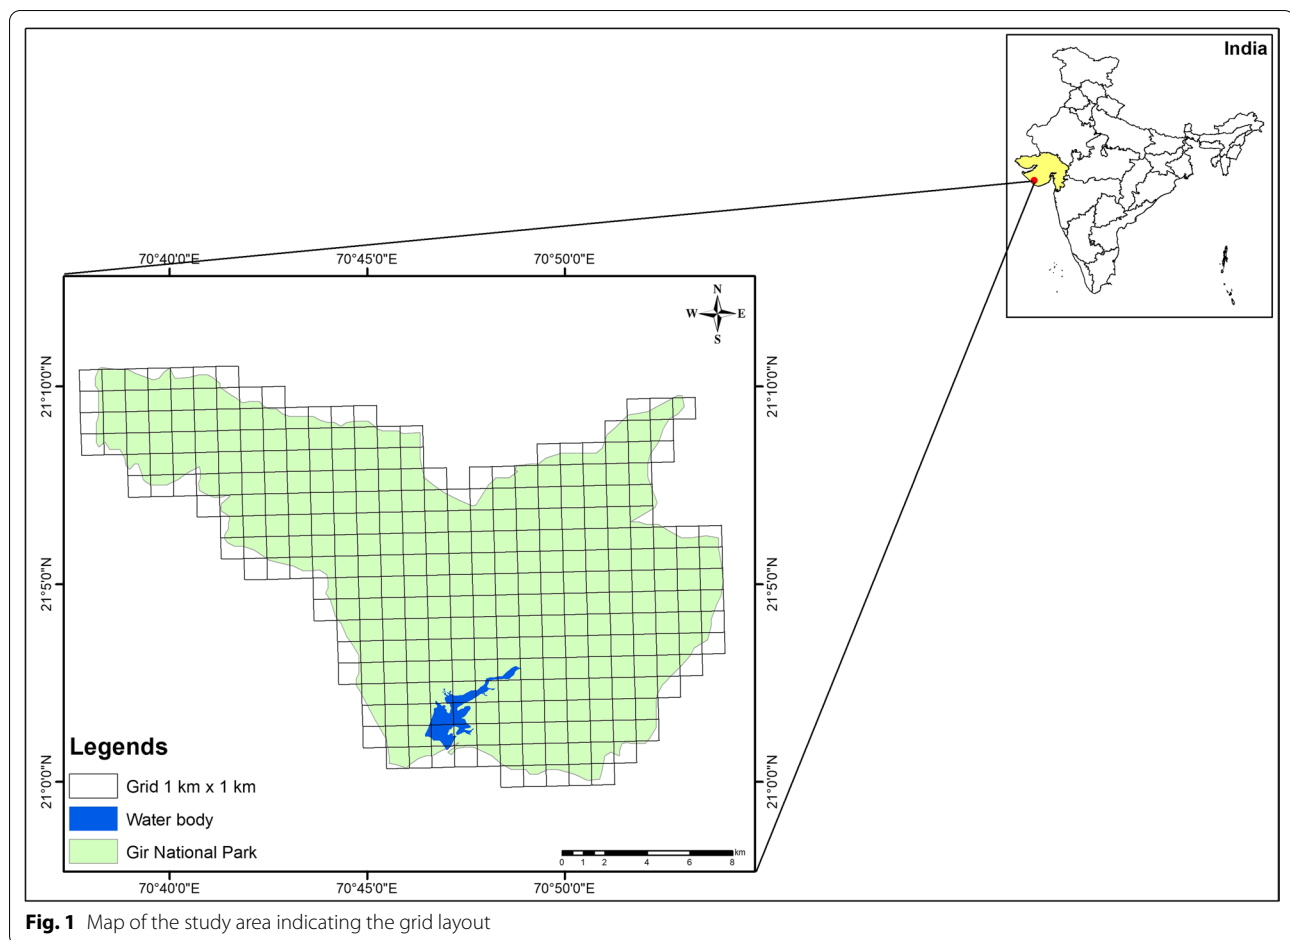 India
70°40'0"E 70°45'0"E 70°50'0"E
N
W E
S
21°10'0"N 21°10'0"N
21°5'0"N 21°5'0"N
21°0'0"N 21°0'0"N
Legends
Grid 1 km x 1 km
Water body
Gir National Park
km
0 1 2 4 6 8
70°40'0"E 70°45'0"E 70°50'0"E
Fig. 1 Map of the study area indicating the grid layout